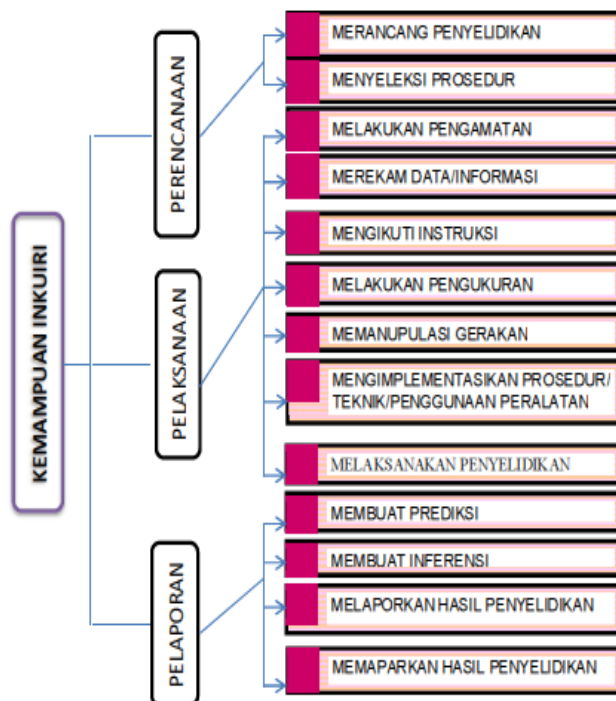 KEMAMPUAN INKUIRI
PERENCANAAN
MERANCANG PENYELIDIKAN
MENYELEKSI PROSEDUR
PELAKSANAAN
MELAKUKAN PENGAMATAN
MEREKAM DATA/INFORMASI
MENGIKUTI INSTRUKSI
MELAKUKAN PENGUKURAN
MEMANUPULASI GERAKAN
MENGIMPLEMENTASIKAN PROSEDUR/
TEKNIK/PENGGUNAAN PERALATAN
MELAKSANAKAN PENYELIDIKAN
PELAPORAN
MEMBUAT PREDIKSI
MEMBUAT INFERENSI
MELAPORKAN HASIL PENYELIDIKAN
MEMAPARKAN HASIL PENYELIDIKAN